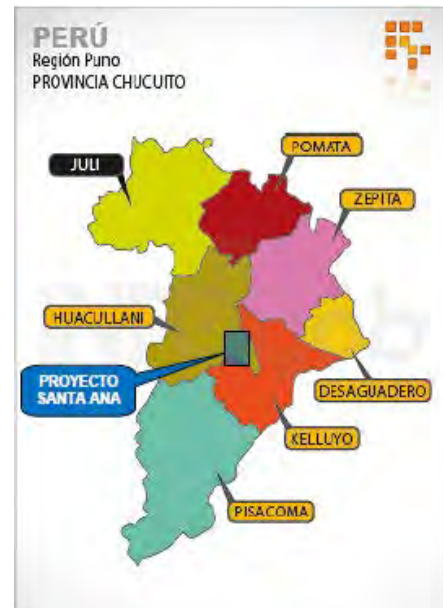 PERÚ
Región Puno
PROVINCIA CHUCUITO
POMATA
JULI
ZEPITA
HUACULLANI
PROYECTO
SANTA ANA
DESAGUADERO
KELLUYO
PISACOMA